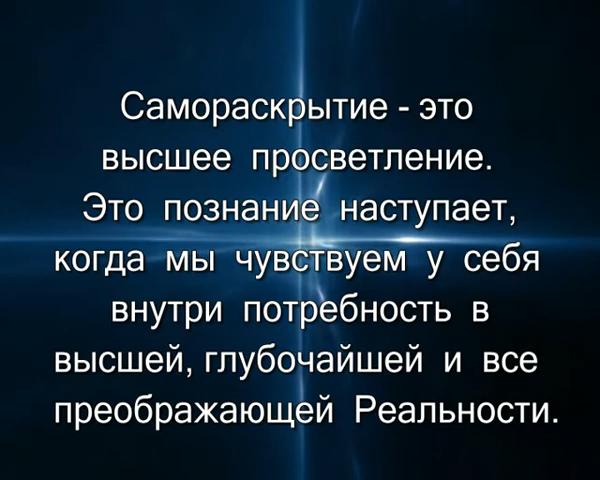 Самораскрытие - это
высшее просветление.
Это познание наступает,
когда мы чувствуем у себя
внутри потребность в
высшей, глубочайшей и все
преображающей Реальности.